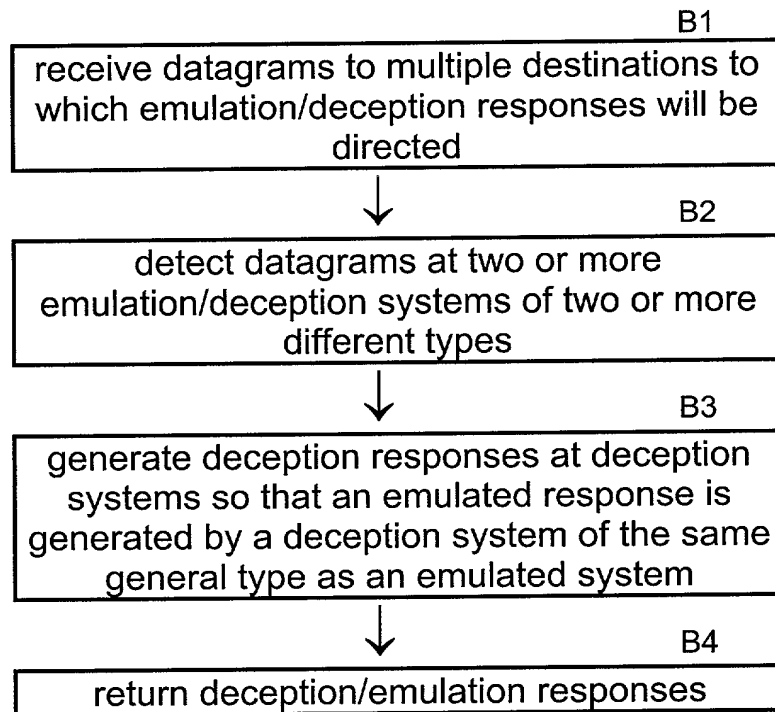 B1
receive datagrams to multiple destinations to
which emulation/deception responses will be
directed
B2
detect datagrams at two or more
emulation/deception systems of two or more
different types
B3
generate deception responses at deception
systems so that an emulated response is
generated by a deception system of the same
general type as an emulated system
B4
return deception/emulation responses